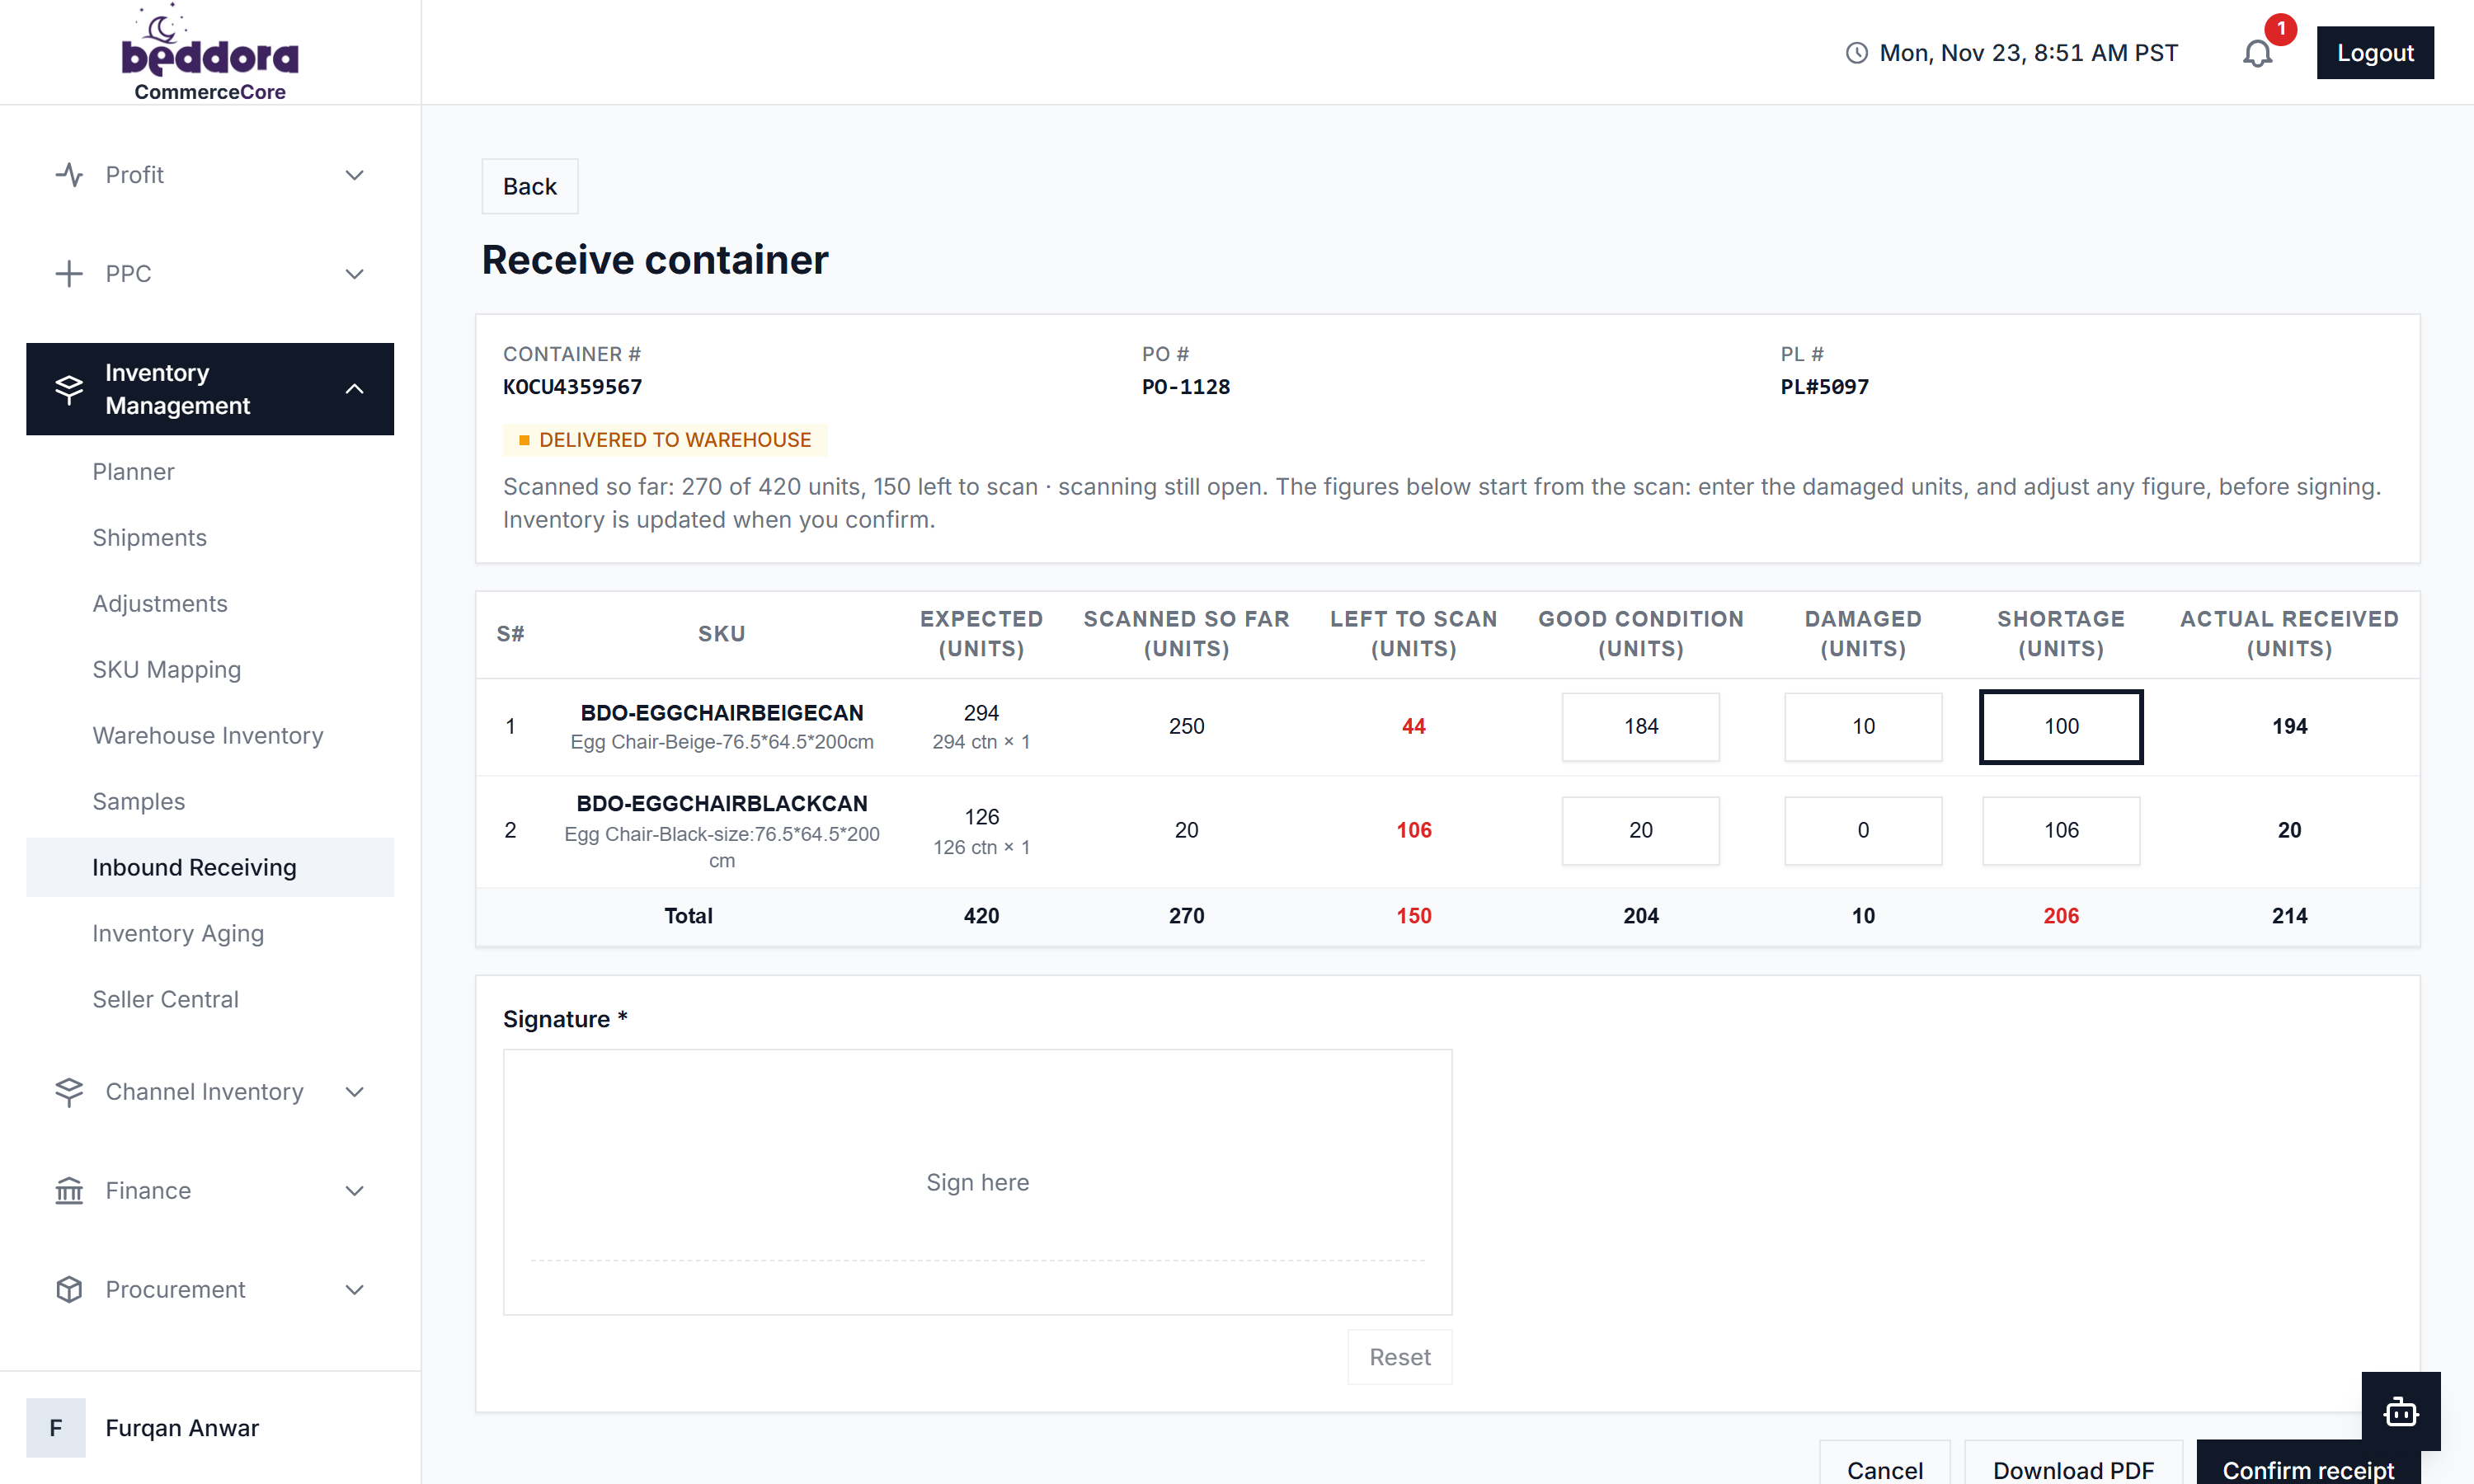 beddora
CommerceCore
Mon, Nov 23, 8:51 AM PST
1
Logout
Profit
PPC
Inventory
Management
Planner
Shipments
Adjustments
SKU Mapping
Warehouse Inventory
Samples
Inbound Receiving
Inventory Aging
Seller Central
Channel Inventory
Finance
Procurement
F
Furqan Anwar
Back
Receive container
CONTAINER # PO # PL #
KOCU4359567 PO-1128 PL#5097
DELIVERED TO WAREHOUSE
Scanned so far: 270 of 420 units, 150 left to scan · scanning still open. The figures below start from the scan: enter the damaged units, and adjust any figure, before signing.
Inventory is updated when you confirm.
S# SKU EXPECTED (UNITS) SCANNED SO FAR (UNITS) LEFT TO SCAN (UNITS) GOOD CONDITION (UNITS) DAMAGED (UNITS) SHORTAGE (UNITS) ACTUAL RECEIVED (UNITS)
1 BDO-EGGCHAIRBEIGECAN 294 250 44 184 10 100 194
Egg Chair-Beige-76.5*64.5*200cm 294 ctn × 1
2 BDO-EGGCHAIRBLACKCAN 126 20 106 20 0 106 20
Egg Chair-Black-size:76.5*64.5*200 126 ctn × 1
cm
Total 420 270 150 204 10 206 214
Signature *
Sign here
Reset
Cancel Download PDF Confirm receipt